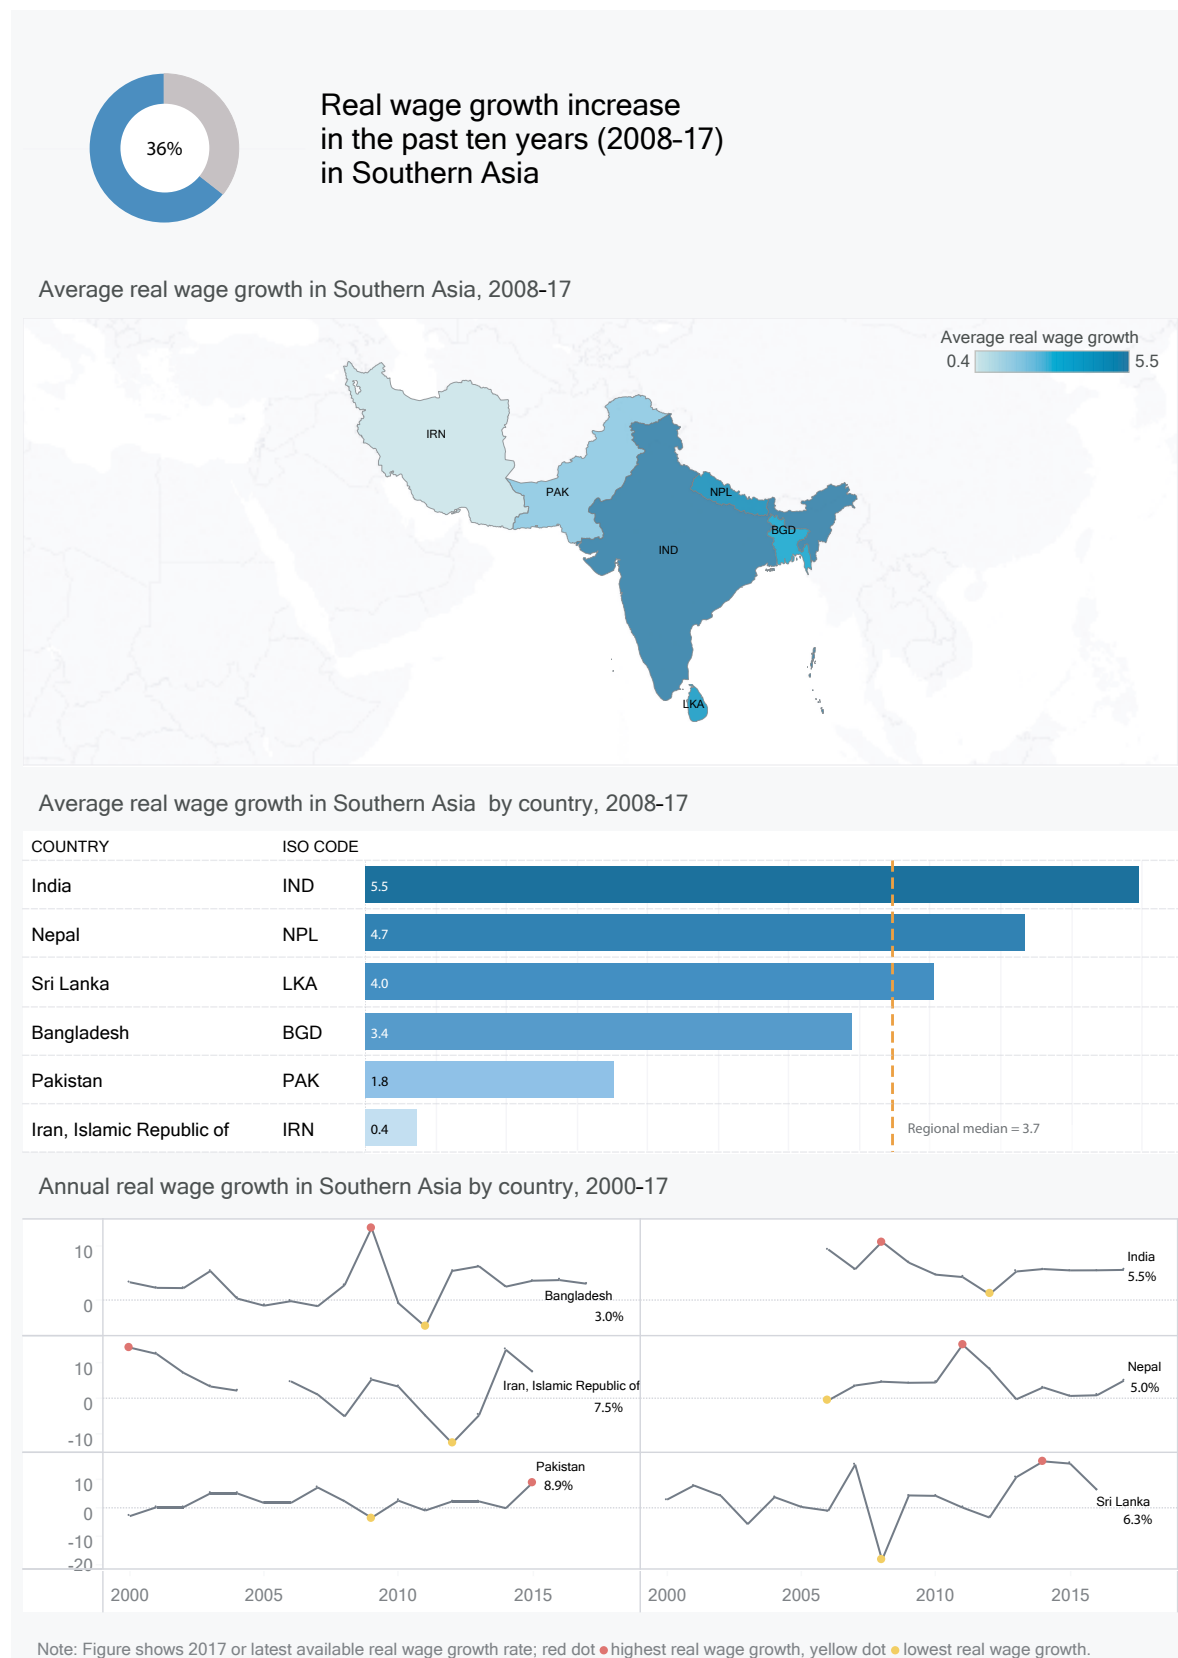 36%
Real wage growth increase
in the past ten years (2008-17)
in Southern Asia
Average real wage growth in Southern Asia, 2008-17
Average real wage growth
0.4 5.5
IRN
PAK
NPL
BGD
IND
LKA
Average real wage growth in Southern Asia by country, 2008-17
COUNTRY ISO CODE
India IND 5.5
Nepal NPL 4.7
Sri Lanka LKA 4.0
Bangladesh BGD 3.4
Pakistan PAK 1.8
Iran, Islamic Republic of IRN 0.4 Regional median = 3.7
Annual real wage growth in Southern Asia by country, 2000-17
10
0
Bangladesh
3.0%
India
5.5%
10
0
-10
Iran, Islamic Republic of
7.5%
Nepal
5.0%
10
0
-10
-20
Pakistan
8.9%
Sri Lanka
6.3%
2000 2005 2010 2015 2000 2005 2010 2015
Note: Figure shows 2017 or latest available real wage growth rate; red dot highest real wage growth, yellow dot lowest real wage growth.